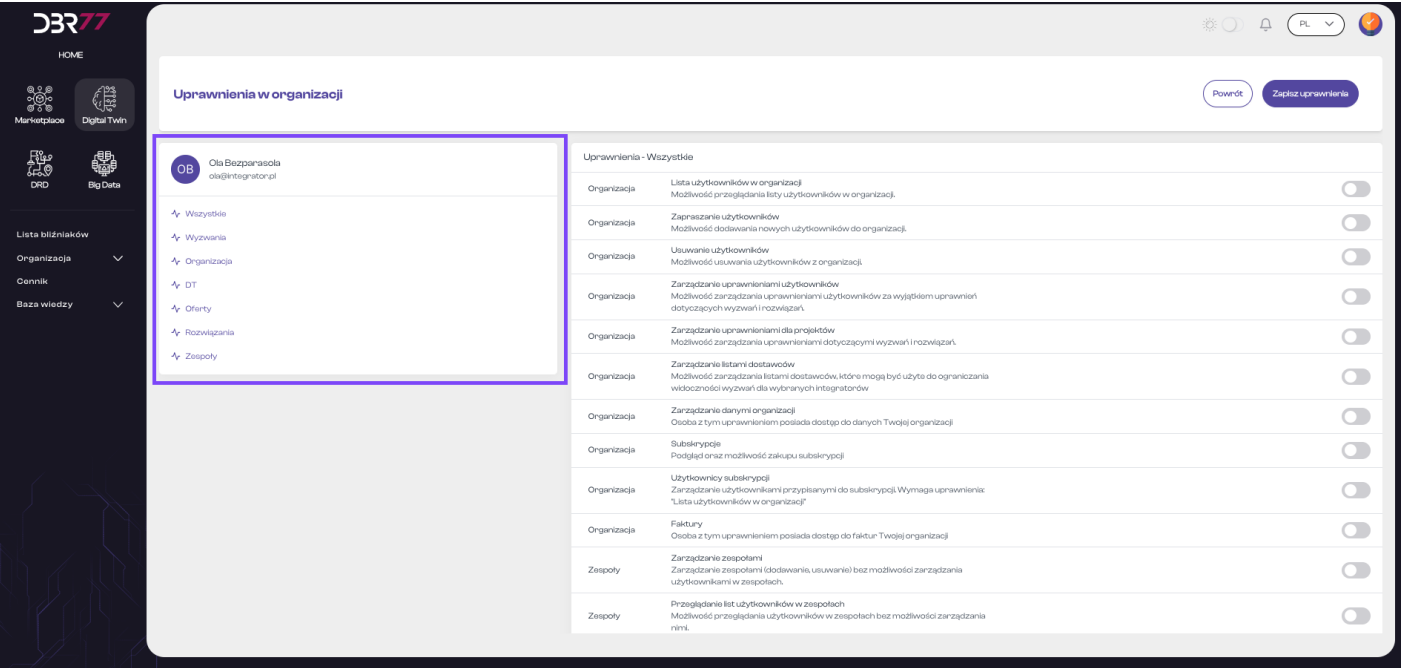 DBR77
HOME
Marketplace
Digital Twin
DRD
Big Data
Lista bliźniaków
Organizacja
Cennik
Baza wiedzy
PL
Uprawnienia w organizacji
Powrót
Zapisz uprawnienia
OB
Ola Bezparasola
ola@integrator.pl
Wszystkie
Wyzwania
Organizacja
DT
Oferty
Rozwiązania
Zespoły
Uprawnienia - Wszystkie
Organizacja
Lista użytkowników w organizacji
Możliwość przeglądania listy użytkowników w organizacji.
Organizacja
Zapraszanie użytkowników
Możliwość dodawania nowych użytkowników do organizacji.
Organizacja
Usuwanie użytkowników
Możliwość usuwania użytkowników z organizacji.
Organizacja
Zarządzanie uprawnieniami użytkowników
Możliwość zarządzania uprawnieniami użytkowników za wyjątkiem uprawnień
dotyczących wyzwań i rozwiązań.
Organizacja
Zarządzanie uprawnieniami dla projektów
Możliwość zarządzania uprawnieniami dotyczącymi wyzwań i rozwiązań.
Organizacja
Zarządzanie listami dostawców
Możliwość zarządzania listami dostawców, które mogą być użyte do ograniczania
widoczności wyzwań dla wybranych integratorów
Organizacja
Zarządzanie danymi organizacji
Osoba z tym uprawnieniem posiada dostęp do danych Twojej organizacji
Organizacja
Subskrypcje
Podgląd oraz możliwość zakupu subskrypcji
Organizacja
Użytkownicy subskrypcji
Zarządzanie użytkownikami przypisanymi do subskrypcji. Wymaga uprawnienia:
"Lista użytkowników w organizacji"
Organizacja
Faktury
Osoba z tym uprawnieniem posiada dostęp do faktur Twojej organizacji
Zespoły
Zarządzanie zespołami
Zarządzanie zespołami (dodawanie, usuwanie) bez możliwości zarządzania
użytkownikami w zespołach.
Zespoły
Przeglądanie list użytkowników w zespołach
Możliwość przeglądania użytkowników w zespołach bez możliwości zarządzania
nimi.